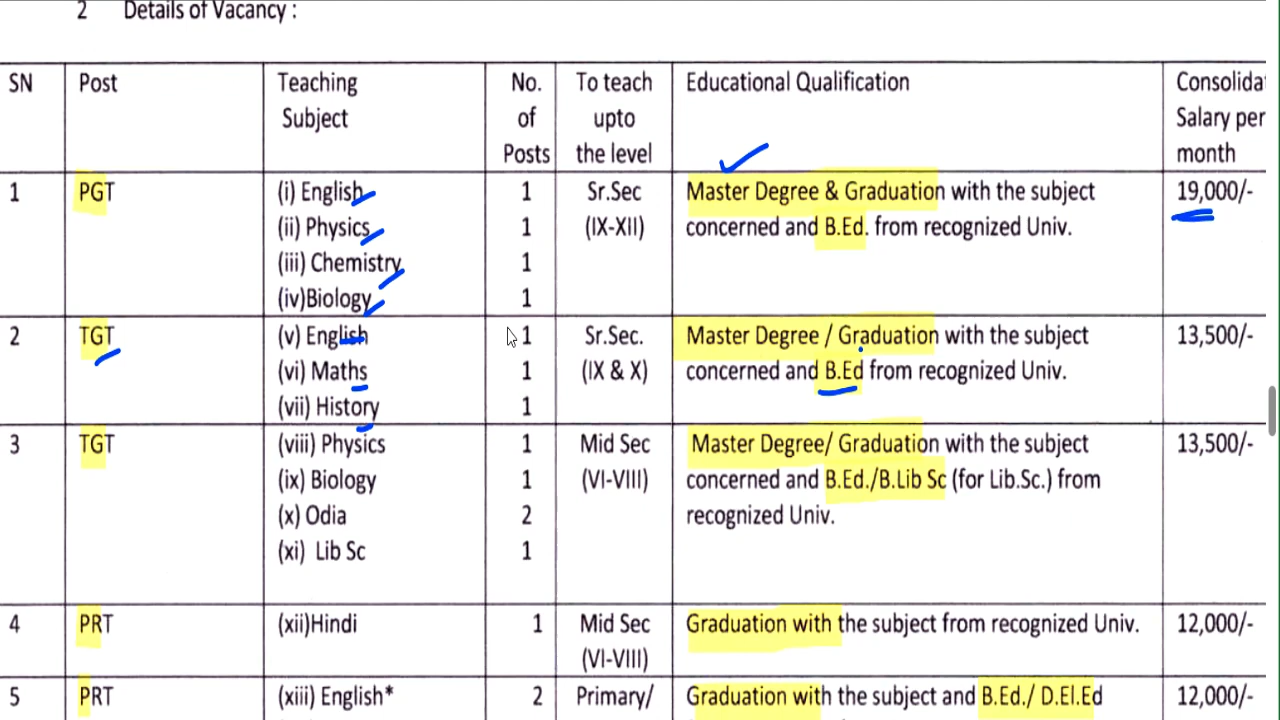 2 Details of Vacancy :
SN Post Teaching Subject No. of Posts To teach upto the level Educational Qualification Salary per month
1 PGT (i) English 1 Sr.Sec Master Degree & Graduation with the subject 19,000/-
(ii) Physics 1 (IX-XII) concerned and B.Ed. from recognized Univ.
(iii) Chemistry 1
(iv)Biology 1
2 TGT (v) English 1 Sr.Sec. Master Degree / Graduation with the subject 13,500/-
(vi) Maths 1 (IX & X) concerned and B.Ed from recognized Univ.
(vii) History 1
3 TGT (viii) Physics 1 Mid Sec Master Degree/ Graduation with the subject 13,500/-
(ix) Biology 1 (VI-VIII) concerned and B.Ed./B.Lib Sc (for Lib.Sc.) from
(x) Odia 2 recognized Univ.
(xi) Lib Sc 1
4 PRT (xii)Hindi 1 Mid Sec Graduation with the subject from recognized Univ. 12,000/-
(VI-VIII)
5 PRT (xiii) English* 2 Primary/ Graduation with the subject and B.Ed./ D.El.Ed 12,000/-